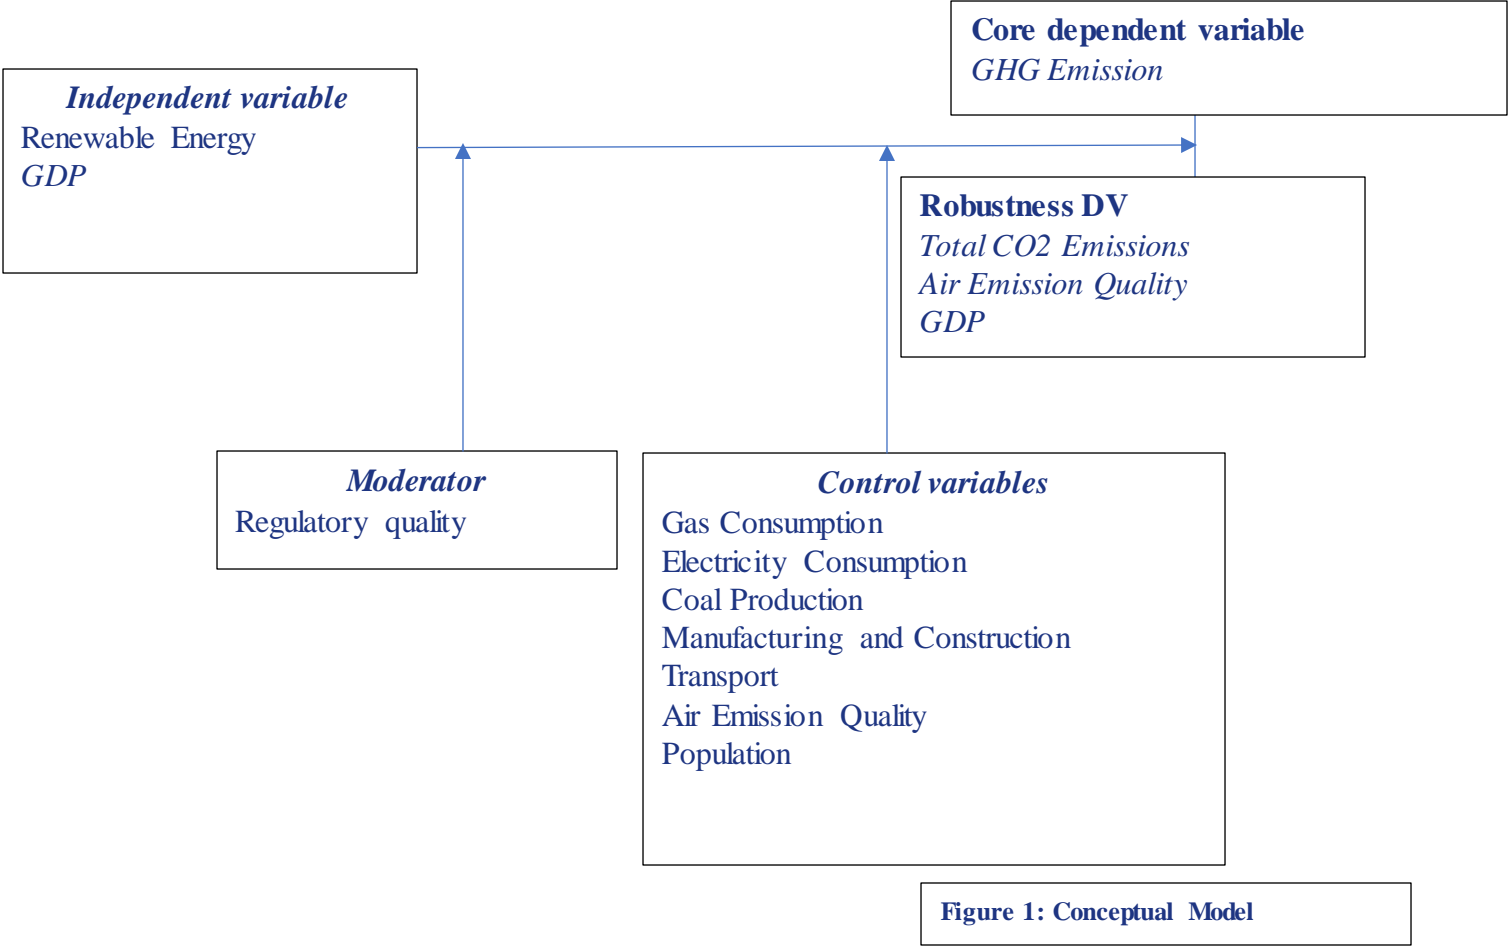 Core dependent variable
GHG Emission
Independent variable
Renewable Energy
GDP
Robustness DV
Total CO2 Emissions
Air Emission Quality
GDP
Moderator
Regulatory quality
Control variables
Gas Consumption
Electricity Consumption
Coal Production
Manufacturing and Construction
Transport
Air Emission Quality
Population
Figure 1: Conceptual Model